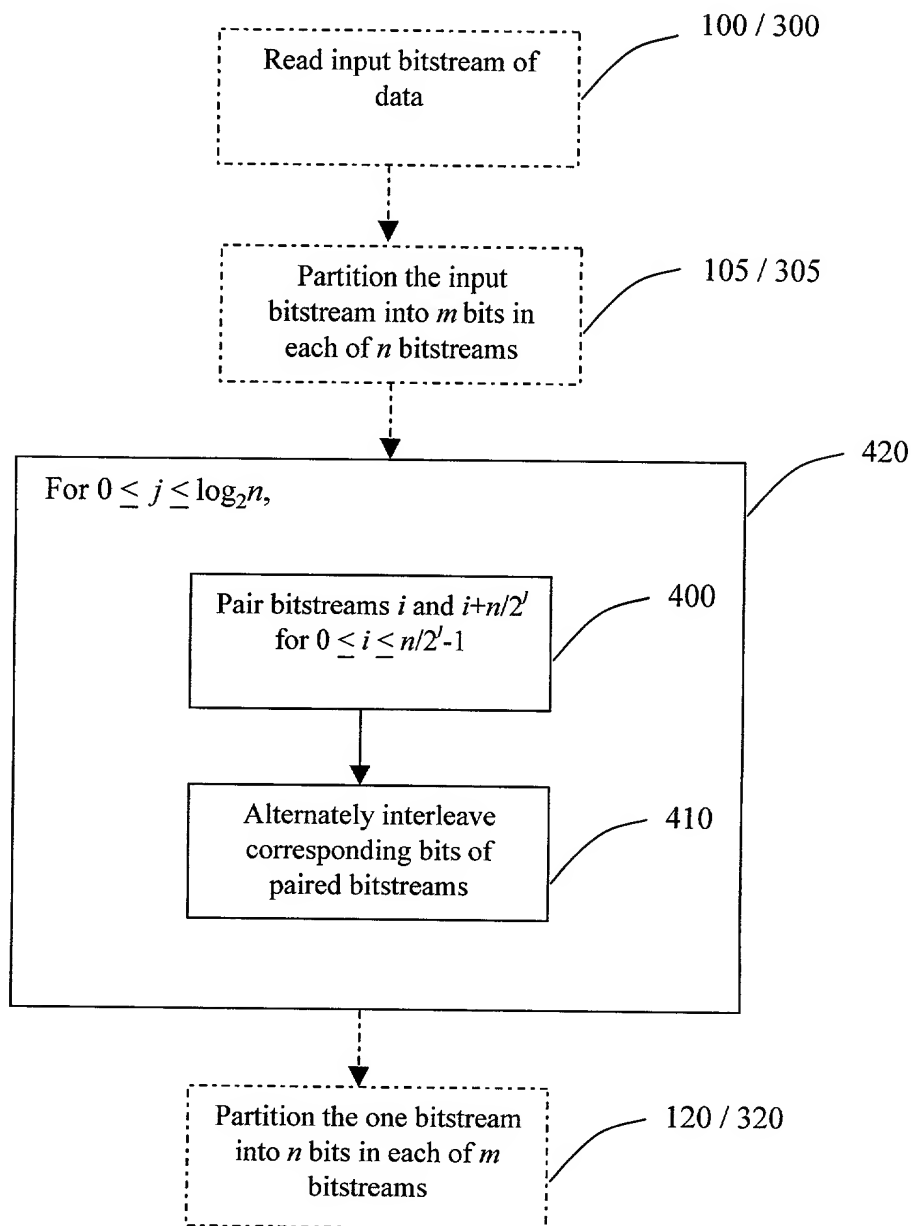 100 / 300
Read input bitstream of
data
105 / 305
Partition the input
bitstream into m bits in
each of n bitstreams
420
For 0 ≤ j ≤ log₂n,
400
Pair bitstreams i and i+n/2ʲ
for 0 ≤ i ≤ n/2ʲ-1
410
Alternately interleave
corresponding bits of
paired bitstreams
120 / 320
Partition the one bitstream
into n bits in each of m
bitstreams